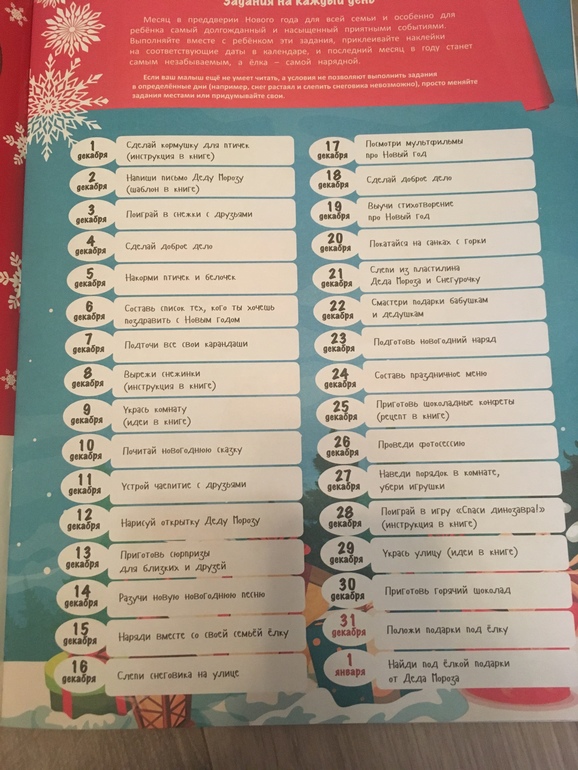 Задания на каждый день
Месяц в преддверии Нового года для всей семьи и особенно для
ребёнка самый долгожданный и насыщенный приятными событиями.
Выполняйте вместе с ребёнком эти задания, приклеивайте наклейки
на соответствующие даты в календаре, и последний месяц в году станет
самым незабываемым, а ёлка – самой нарядной.
Если ваш малыш ещё не умеет читать, а условия не позволяют выполнить задания
в определённые дни (например, снег растаял и слепить снеговика невозможно), просто меняйте
задания местами или придумывайте свои.
1
декабря
Сделай кормушку для птичек
(инструкция в книге)
2
декабря
Напиши письмо Деду Морозу
(шаблон в книге)
3
декабря
Поиграй в снежки с друзьями
4
декабря
Сделай доброе дело
5
декабря
Накорми птичек и белочек
6
декабря
Составь список тех, кого ты хочешь
поздравить с Новым годом
7
декабря
Подточи все свои карандаши
8
декабря
Вырежи снежинки
(инструкция в книге)
9
декабря
Укрась комнату
(идеи в книге)
10
декабря
Почитай новогоднюю сказку
11
декабря
Устрой чаепитие с друзьями
12
декабря
Нарисуй открытку Деду Морозу
13
декабря
Приготовь сюрпризы
для близких и друзей
14
декабря
Разучи новую новогоднюю песню
15
декабря
Наряди вместе со своей семьёй ёлку
16
декабря
Слепи снеговика на улице
17
декабря
Посмотри мультфильмы
про Новый год
18
декабря
Сделай доброе дело
19
декабря
Выучи стихотворение
про Новый год
20
декабря
Покатайся на санках с горки
21
декабря
Слепи из пластилина
Деда Мороза и Снегурочку
22
декабря
Смастери подарки бабушкам
и дедушкам
23
декабря
Подготовь новогодний наряд
24
декабря
Составь праздничное меню
25
декабря
Приготовь шоколадные конфеты
(рецепт в книге)
26
декабря
Проведи фотосессию
27
декабря
Наведи порядок в комнате,
убери игрушки
28
декабря
Поиграй в игру «Спаси динозавра!»
(инструкция в книге)
29
декабря
Укрась улицу (идеи в книге)
30
декабря
Приготовь горячий шоколад
31
декабря
Положи подарки под ёлку
1
января
Найди под ёлкой подарки
от Деда Мороза